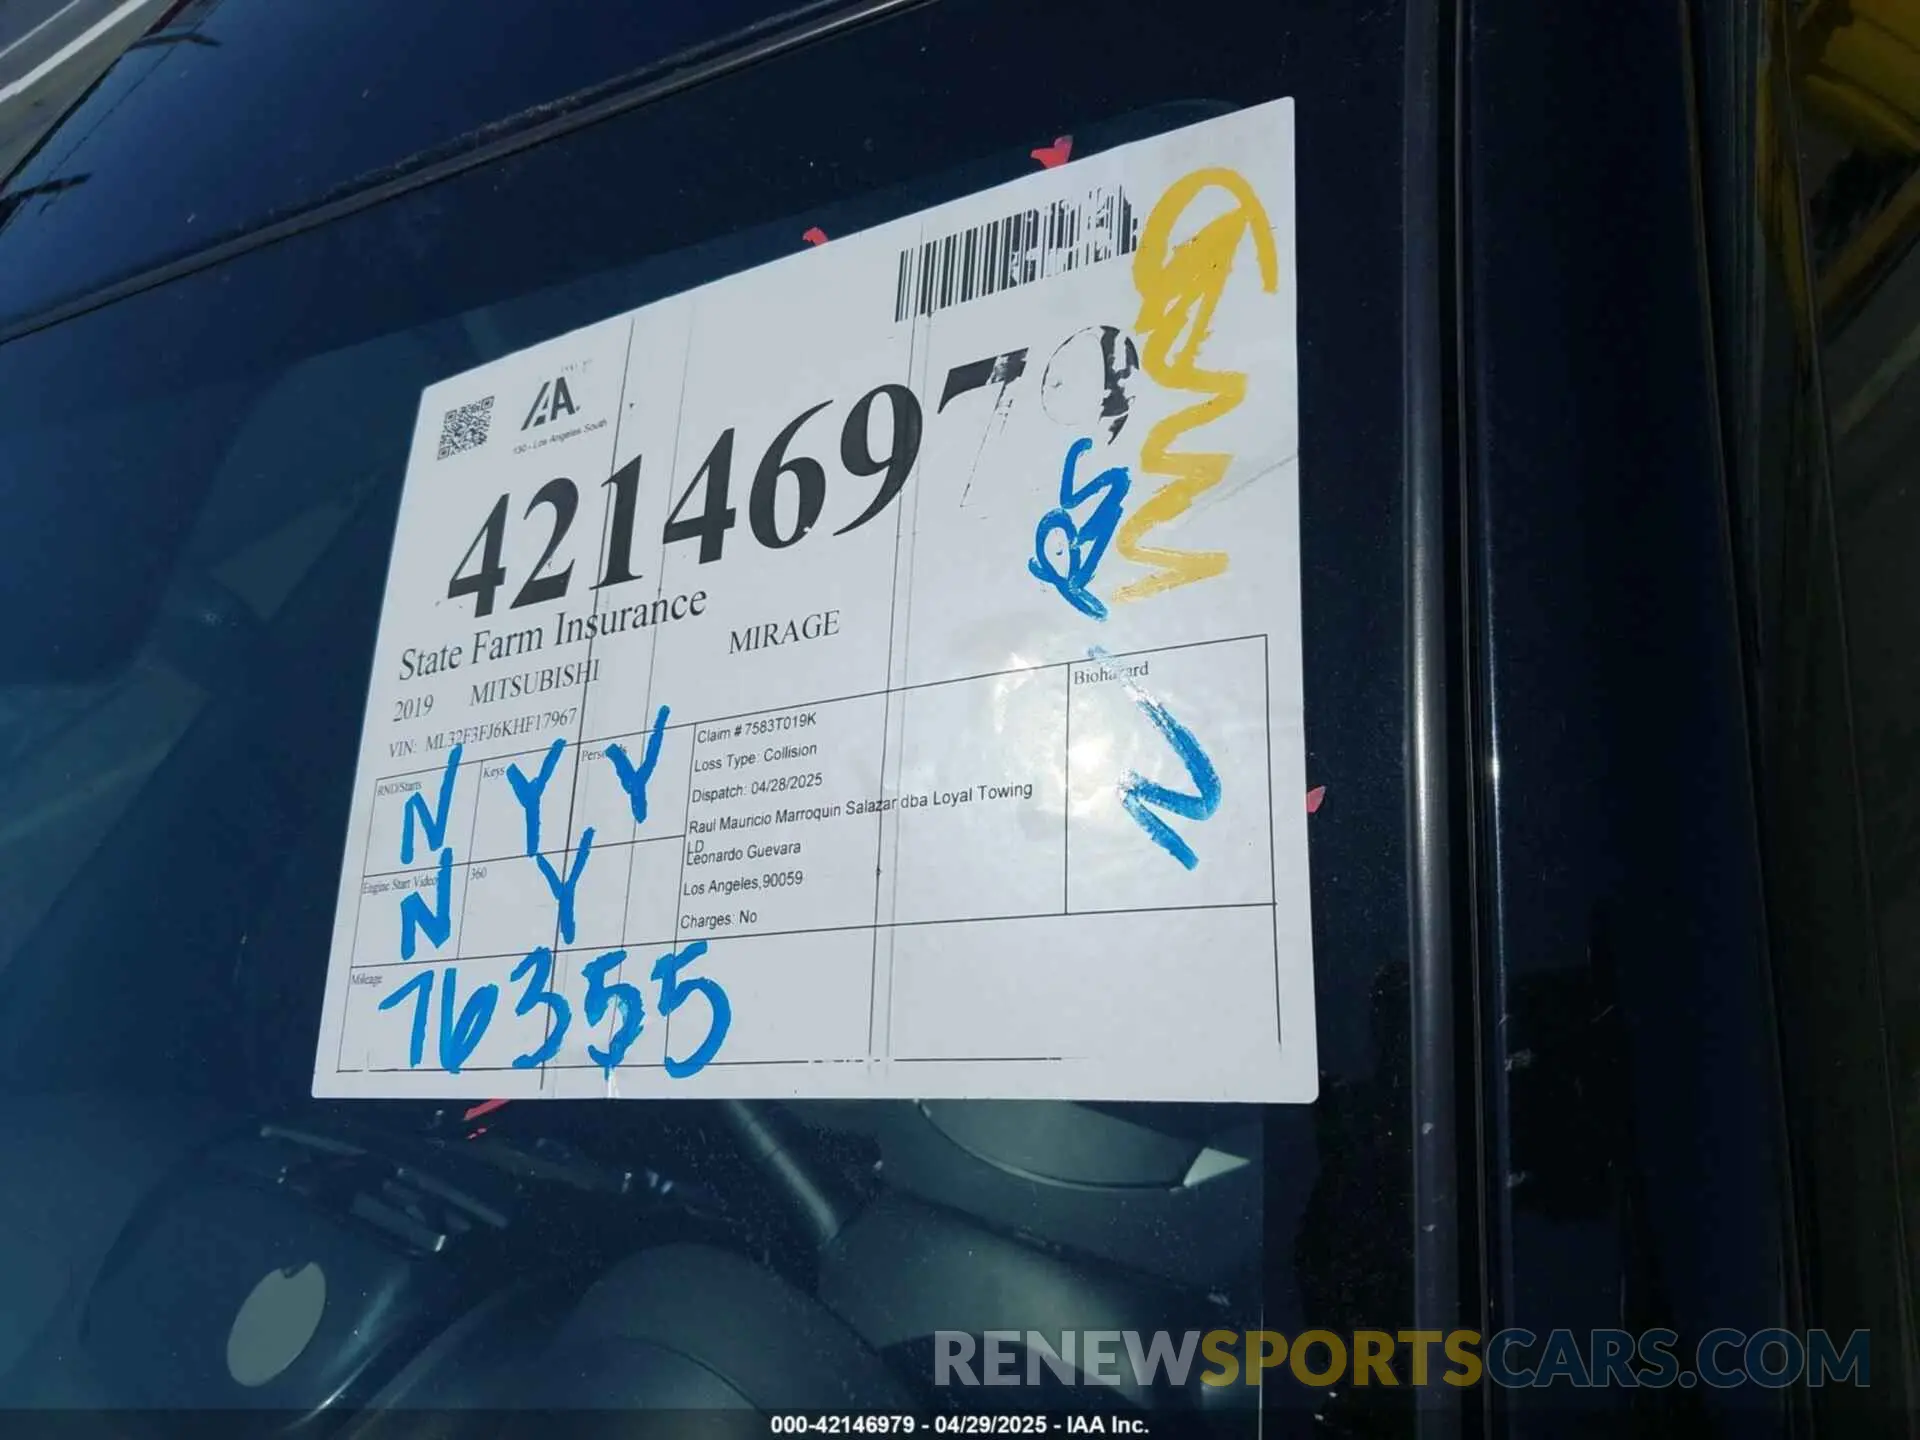 IAA
130 - Los Angeles South
42146979
State Farm Insurance
2019 MITSUBISHI MIRAGE
VIN: ML32F3FJ6KHF17967
RND/Starts
N
Keys
Y
Personals
Y
Claim # 7583T019K
Loss Type: Collision
Dispatch: 04/28/2025
Raul Mauricio Marroquin Salazar dba Loyal Towing
LD
Leonardo Guevara
Los Angeles,90059
Charges: No
Biohazard
N
Engine Start Video
N
360
Y
Mileage
76355
RENEWSPORTSCARS.COM
000-42146979 - 04/29/2025 - IAA Inc.